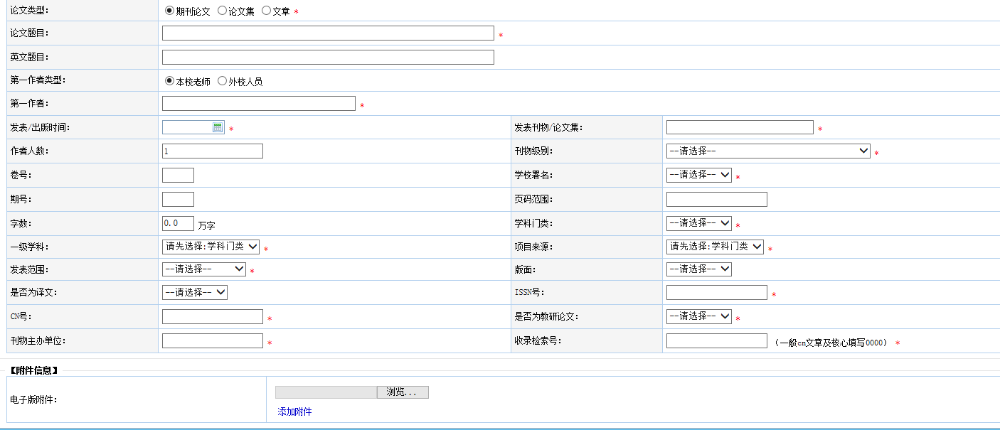 论文类型: 期刊论文 论文集 文章 *
论文题目: *
英文题目:
第一作者类型: 本校老师 外校人员
第一作者: *
发表/出版时间: * 发表刊物/论文集: *
作者人数: 1 刊物级别: --请选择-- *
卷号: 学校署名: --请选择-- *
期号: 页码范围:
字数: 0.0 万字 学科门类: --请选择-- *
一级学科: 请先选择:学科门类 * 项目来源: 请先选择:学科门类 *
发表范围: --请选择-- * 版面: --请选择--
是否为译文: --请选择-- ISSN号: *
CN号: * 是否为教研论文: --请选择-- *
刊物主办单位: * 收录检索号: （一般cn文章及核心填写0000） *
【附件信息】
电子版附件: 浏览...
添加附件